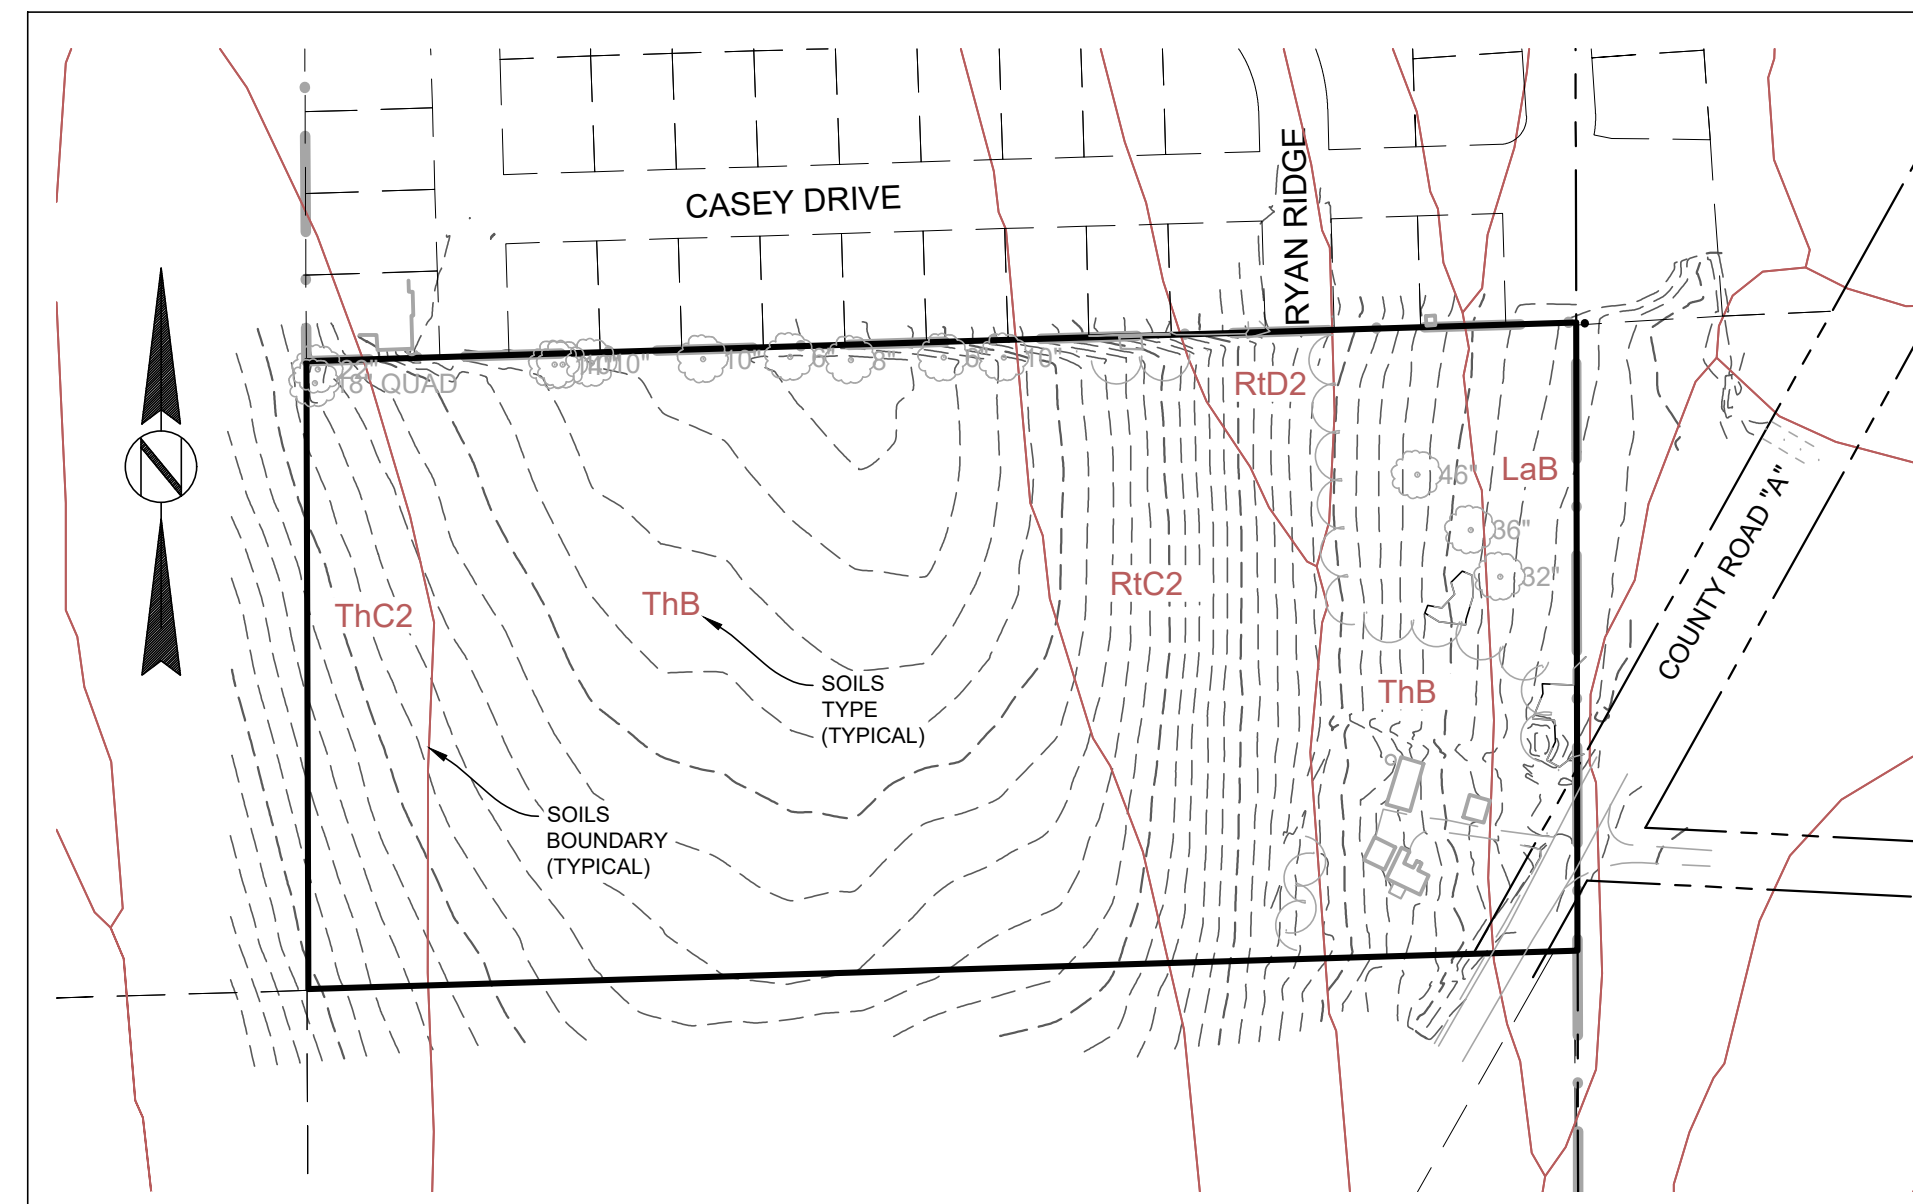 CASEY DRIVE
RYAN RIDGE
18" QUAD
10"
10"
6"
8"
6"
10"
RtD2
46"
LaB
36"
32"
COUNTY ROAD "A"
ThC2
ThB
RtC2
ThB
SOILS
TYPE
(TYPICAL)
SOILS
BOUNDARY
(TYPICAL)
N